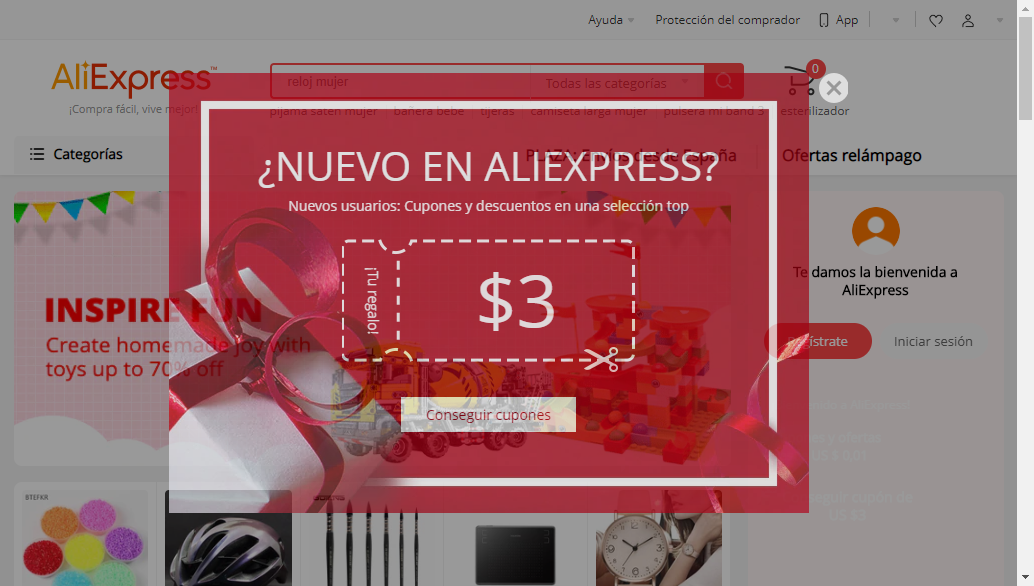 Ayuda
Protección del comprador
App
AliExpress™
¡Compra fácil, vive mejor!
reloj mujer
Todas las categorías
0
pijama saten mujer
bañera bebe
tijeras
camiseta larga mujer
pulsera mi band 3
esterilizador
Categorías
PLAZA: Envíos desde España
Ofertas relámpago
¿NUEVO EN ALIEXPRESS?
Nuevos usuarios: Cupones y descuentos en una selección top
¡Tu regalo!
$3
Conseguir cupones
INSPIRE FUN
Create homemade joy with
toys up to 70% off
Te damos la bienvenida a
AliExpress
ístrate
Iniciar sesión
BTEFKR